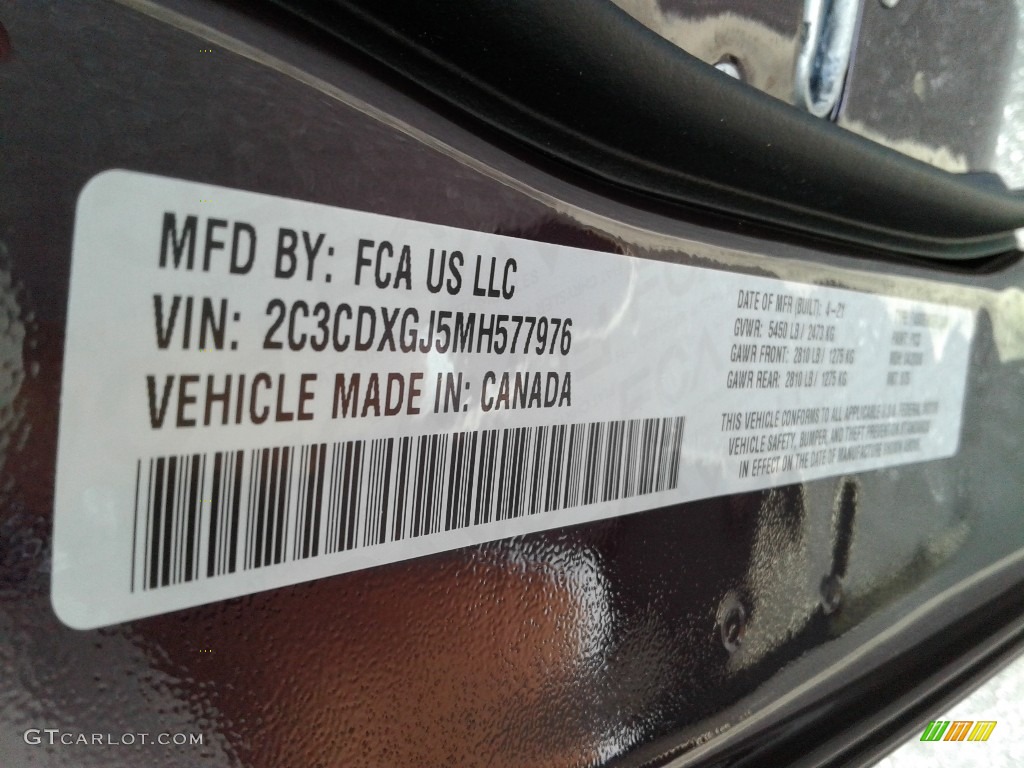 MFD BY: FCA US LLC
VIN: 2C3CDXGJ5MH577976
VEHICLE MADE IN: CANADA
DATE OF MFR (BUILT): 4-21
GVWR: 5450 LB / 2473 KG
GAWR FRONT: 2810 LB / 1275 KG
GAWR REAR: 2810 LB / 1275 KG
THIS VEHICLE CONFORMS TO ALL APPLICABLE U.S.A. FEDERAL MOTOR
VEHICLE SAFETY, BUMPER, AND THEFT PREVENTION STANDARDS
IN EFFECT ON THE DATE OF MANUFACTURE SHOWN ABOVE.
GTCARLOT.COM